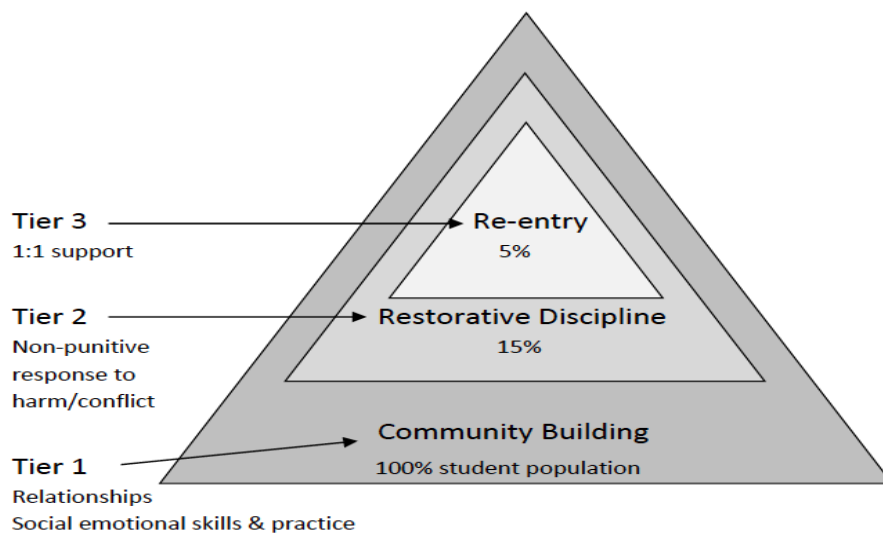 Tier 3
1:1 support
Re-entry
5%
Tier 2
Non-punitive
response to
harm/conflict
Restorative Discipline
15%
Tier 1
Relationships
Social emotional skills & practice
Community Building
100% student population